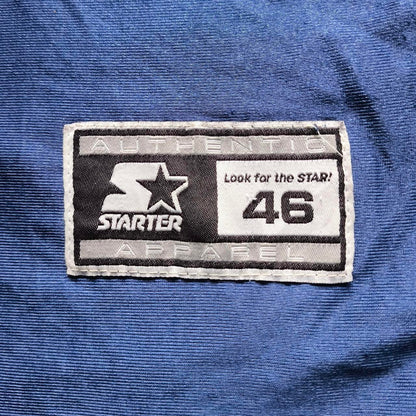 AUTHENTIC
Look for the STAR!
46
STARTER
APPAREL